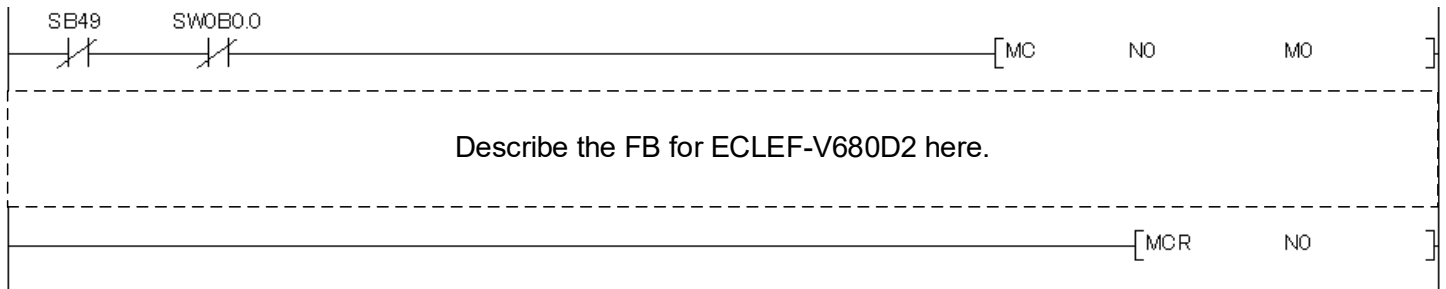 SB49 SW0B0.0
MC N0 M0
Describe the FB for ECLEF-V680D2 here.
MCR N0